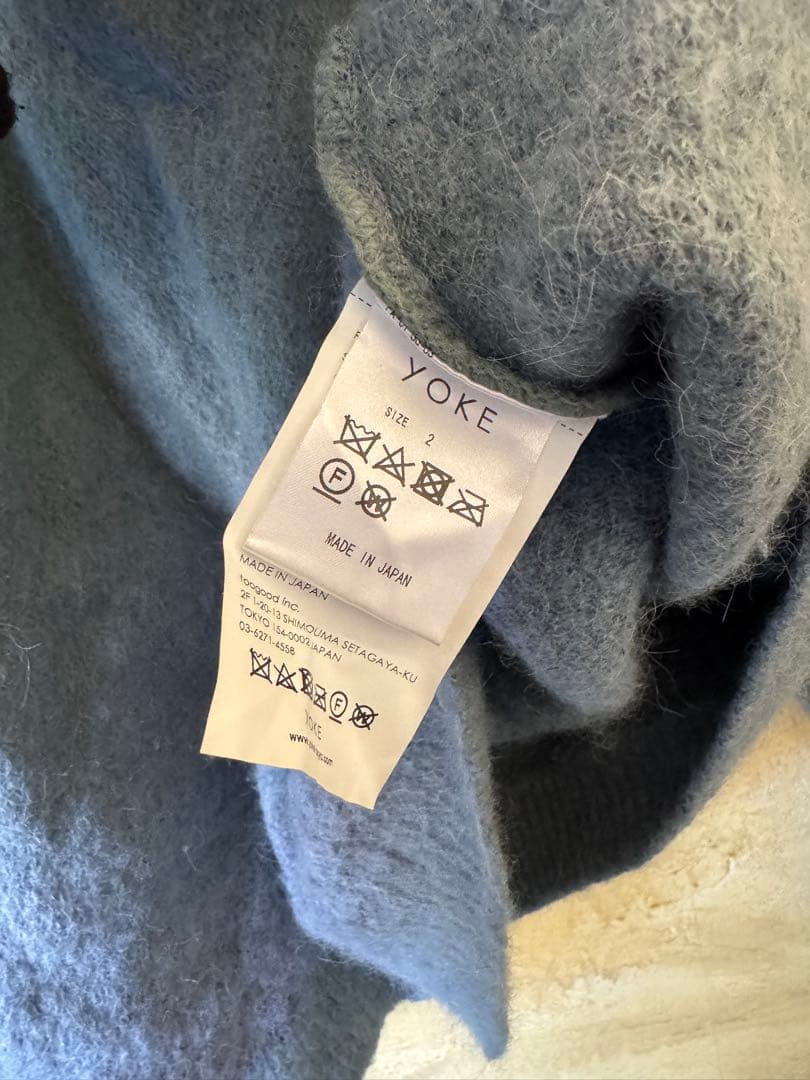 YOKE
SIZE 2
F
W
MADE IN JAPAN
MADE IN JAPAN
toogood inc.
2F 1-20-13 SHIMOUMA SETAGAYA-KU
TOKYO 154-0002 JAPAN
03-6271-4558
F
W
YOKE